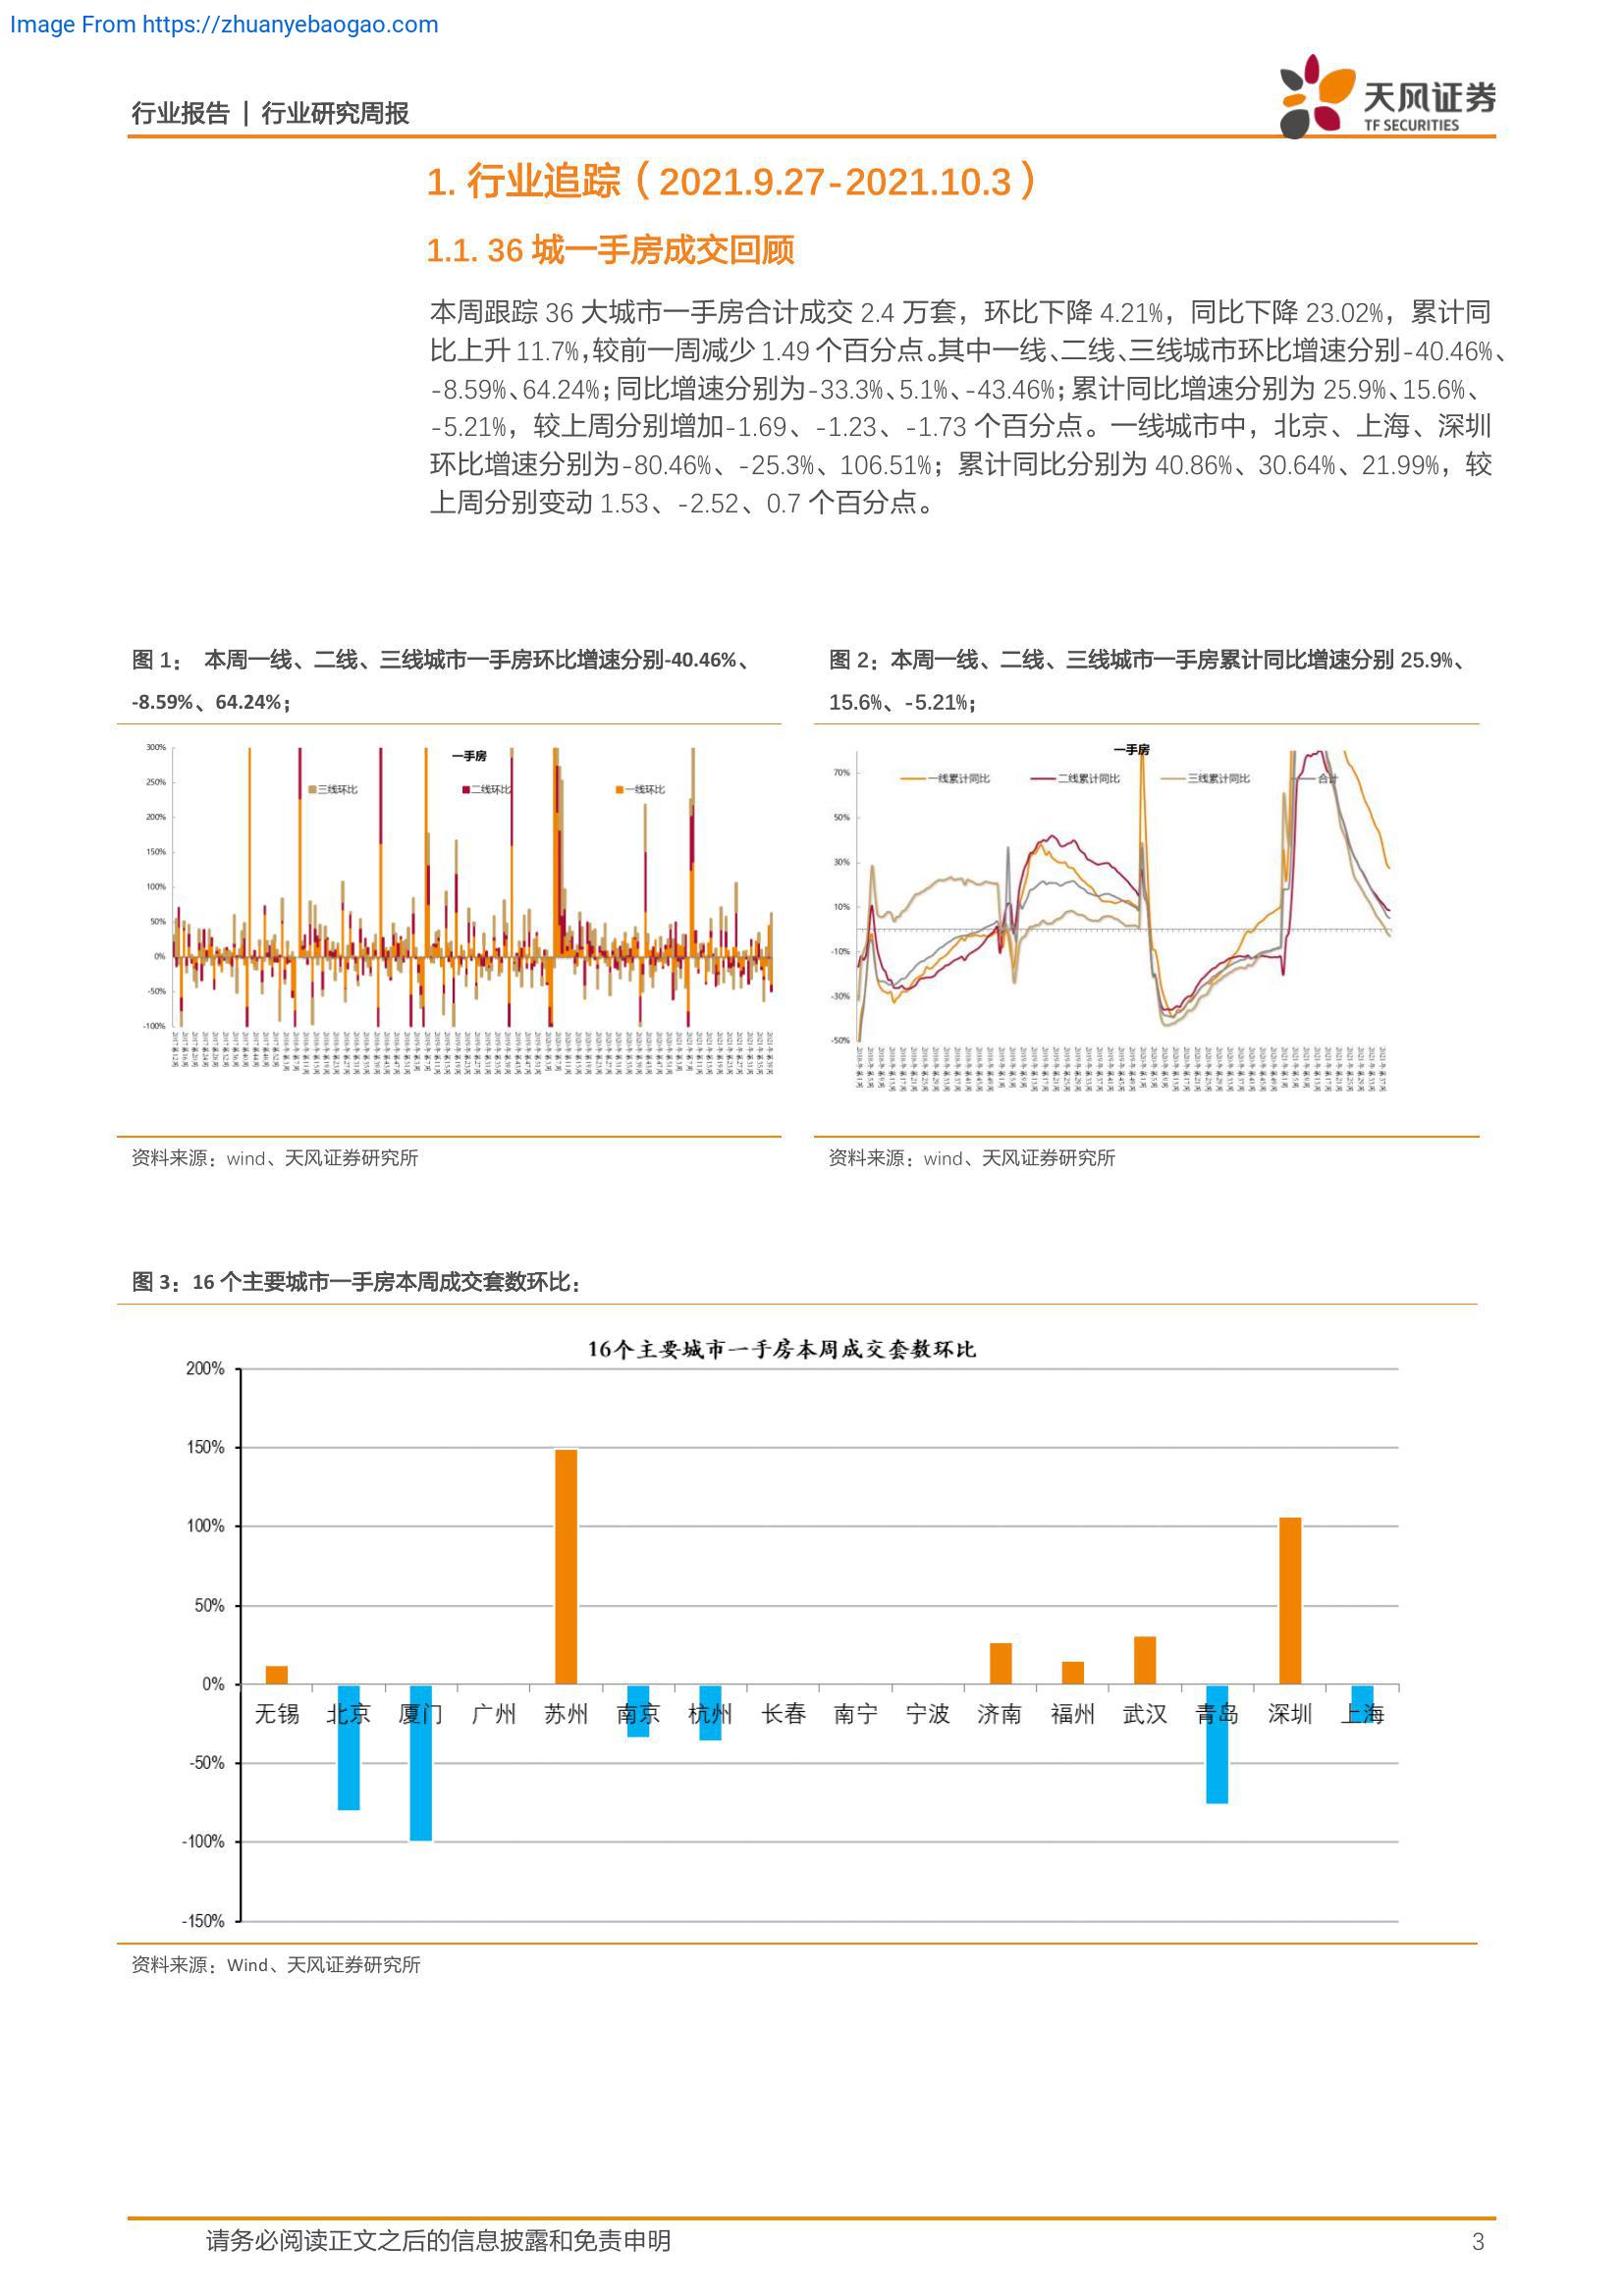 Image From https://zhuanyebaogao.com
行业报告 | 行业研究周报
天风证券
TF SECURITIES
1. 行业追踪（2021.9.27-2021.10.3）
1.1. 36 城一手房成交回顾
本周跟踪 36 大城市一手房合计成交 2.4 万套，环比下降 4.21%，同比下降 23.02%，累计同
比上升 11.7%，较前一周减少 1.49 个百分点。其中一线、二线、三线城市环比增速分别-40.46%、
-8.59%、64.24%；同比增速分别为-33.3%、5.1%、-43.46%；累计同比增速分别为 25.9%、15.6%、
-5.21%，较上周分别增加-1.69、-1.23、-1.73 个百分点。一线城市中，北京、上海、深圳
环比增速分别为-80.46%、-25.3%、106.51%；累计同比分别为 40.86%、30.64%、21.99%，较
上周分别变动 1.53、-2.52、0.7 个百分点。
图 1： 本周一线、二线、三线城市一手房环比增速分别-40.46%、
-8.59%、64.24%；
一手房
三线环比 二线环比 一线环比
300%
250%
200%
150%
100%
50%
0%
-50%
-100%
资料来源：wind、天风证券研究所
图 2：本周一线、二线、三线城市一手房累计同比增速分别 25.9%、
15.6%、-5.21%；
一手房
一线累计同比 二线累计同比 三线累计同比 合计
70%
50%
30%
10%
-10%
-30%
-50%
资料来源：wind、天风证券研究所
图 3：16 个主要城市一手房本周成交套数环比：
16个主要城市一手房本周成交套数环比
200%
150%
100%
50%
0%
-50%
-100%
-150%
无锡 北京 厦门 广州 苏州 南京 杭州 长春 南宁 宁波 济南 福州 武汉 青岛 深圳 上海
资料来源：Wind、天风证券研究所
请务必阅读正文之后的信息披露和免责申明 3